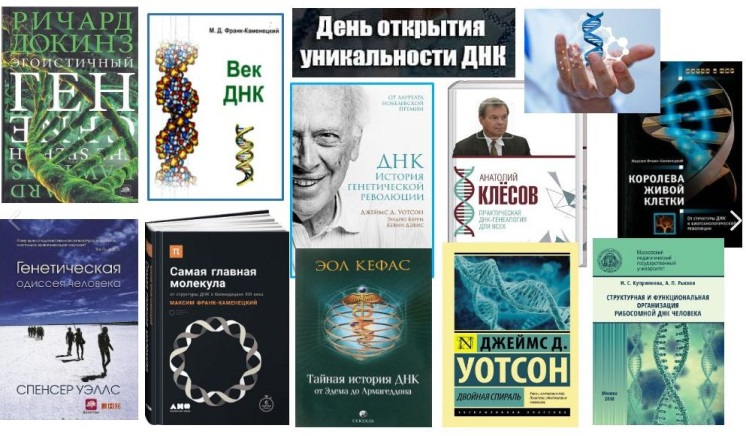 РИЧАРД
ДОКИНЗ
ЭГОИСТИЧНЫЙ
ГЕН
М. Д. Франк-Каменецкий
Век
ДНК
День открытия
уникальности ДНК
ОТ ЛАУРЕАТА
НОБЕЛЕВСКОЙ
ПРЕМИИ
ДНК
ИСТОРИЯ
ГЕНЕТИЧЕСКОЙ
РЕВОЛЮЦИИ
ДЖЕЙМС Д. УОТСОН
ЭНДРЮ БЕРРИ
КЕВИН ДЭВИС
АНАТОЛИЙ
КЛЁСОВ
ПРАКТИЧЕСКАЯ
ДНК-ГЕНЕАЛОГИЯ
ДЛЯ ВСЕХ
Максим Франк-Каменецкий
КОРОЛЕВА
ЖИВОЙ
КЛЕТКИ
От структуры ДНК
к биотехнологической
революции
Генетическая
одиссея человека
СПЕНСЕР УЭЛЛС
П
Самая главная
молекула
от структуры ДНК к биомедицине XXI века
МАКСИМ ФРАНК-КАМЕНЕЦКИЙ
ЭОЛ КЕФАС
Тайная история ДНК
от Эдема до Армагеддона
СОФИЯ
N ДЖЕЙМС Д.
УОТСОН
ДВОЙНАЯ СПИРАЛЬ
ЭКСКЛЮЗИВНАЯ КЛАССИКА
Московский
педагогический
государственный
университет
Н. С. Куприянова, А. П. Рысков
СТРУКТУРНАЯ И ФУНКЦИОНАЛЬНАЯ
ОРГАНИЗАЦИЯ
РИБОСОМНОЙ ДНК ЧЕЛОВЕКА
Москва